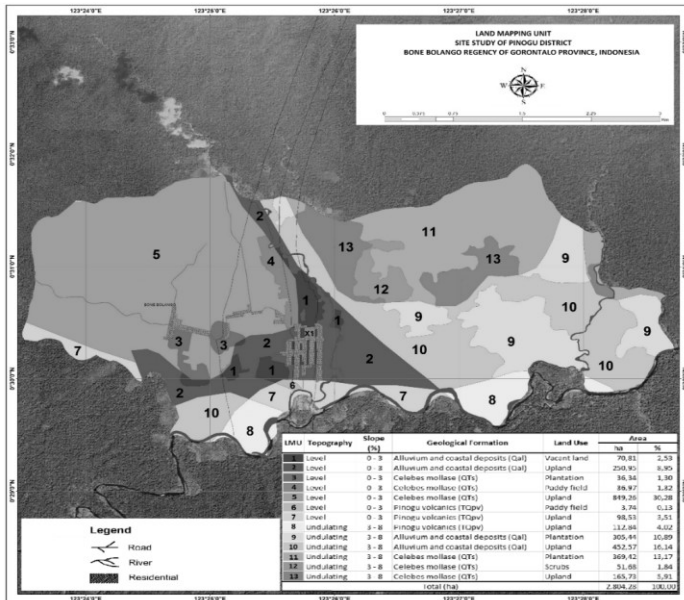 123°24'0"E 123°25'0"E 123°26'0"E 123°27'0"E 123°28'0"E
LAND MAPPING UNIT
SITE STUDY OF PINOGU DISTRICT
BONE BOLANGO REGENCY OF GORONTALO PROVINCE, INDONESIA
N
W E
S
2
5
4
11
13
13
9
12
1
1
10
9
BONE BOLANGO
X1
3
3
2
9
9
10
2
7
1
1
10
2
6
7
7
8
10
8
Legend
Road
River
Residential
LMU Topography Slope (%) Geological Formation Land Use Area
ha %
1 Level 0 - 3 Alluvium and coastal deposits (Qal) Vacant land 70,81 2,53
2 Level 0 - 3 Alluvium and coastal deposits (Qal) Upland 250,95 8,95
3 Level 0 - 3 Celebes mollase (QTs) Plantation 36,34 1,30
4 Level 0 - 3 Celebes mollase (QTs) Paddy field 36,97 1,32
5 Level 0 - 3 Celebes mollase (QTs) Upland 849,26 30,28
6 Level 0 - 3 Pinogu volcanics (TQpv) Paddy field 3,74 0,13
7 Level 0 - 3 Pinogu volcanics (TQpv) Upland 98,53 3,51
8 Undulating 3 - 8 Pinogu volcanics (TQpv) Upland 112,84 4,02
9 Undulating 3 - 8 Alluvium and coastal deposits (Qal) Plantation 305,44 10,89
10 Undulating 3 - 8 Alluvium and coastal deposits (Qal) Upland 452,57 16,14
11 Undulating 3 - 8 Celebes mollase (QTs) Plantation 369,42 13,17
12 Undulating 3 - 8 Celebes mollase (QTs) Scrubs 51,68 1,84
13 Undulating 3 - 8 Celebes mollase (QTs) Upland 165,73 5,91
Total (ha) 2.804,28 100,00